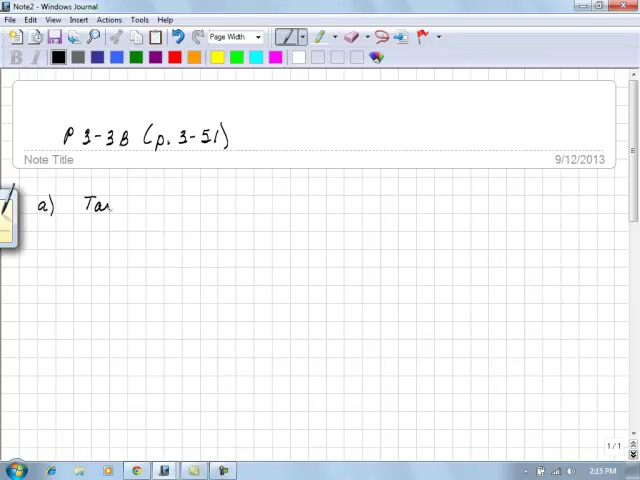 Note2 - Windows Journal
File Edit View Insert Actions Tools Help
Page Width
B I
P 3-3B (p. 3-51)
Note Title 9/12/2013
a) Tar
1/1
2:15 PM